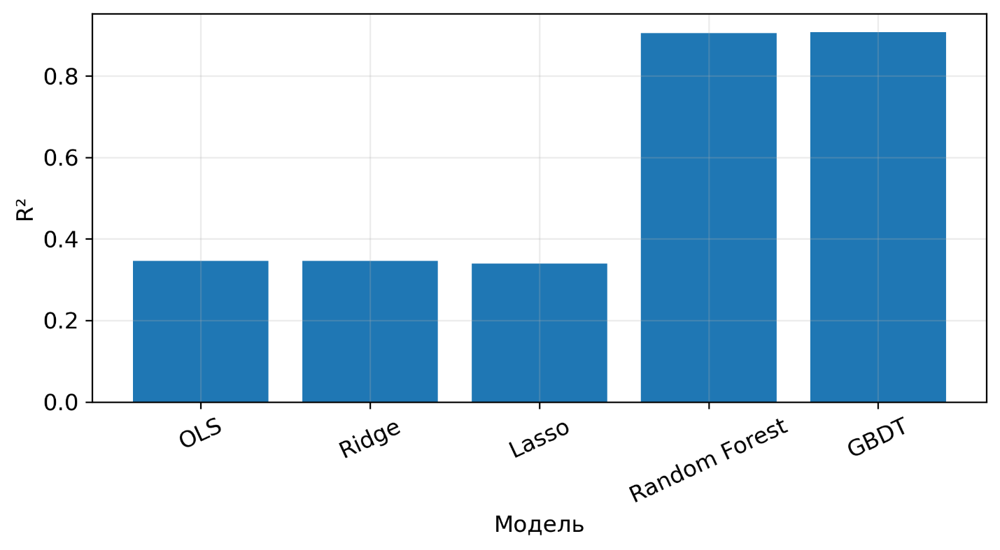 R²
0.8
0.6
0.4
0.2
0.0
OLS
Ridge
Lasso
Random Forest
GBDT
Модель